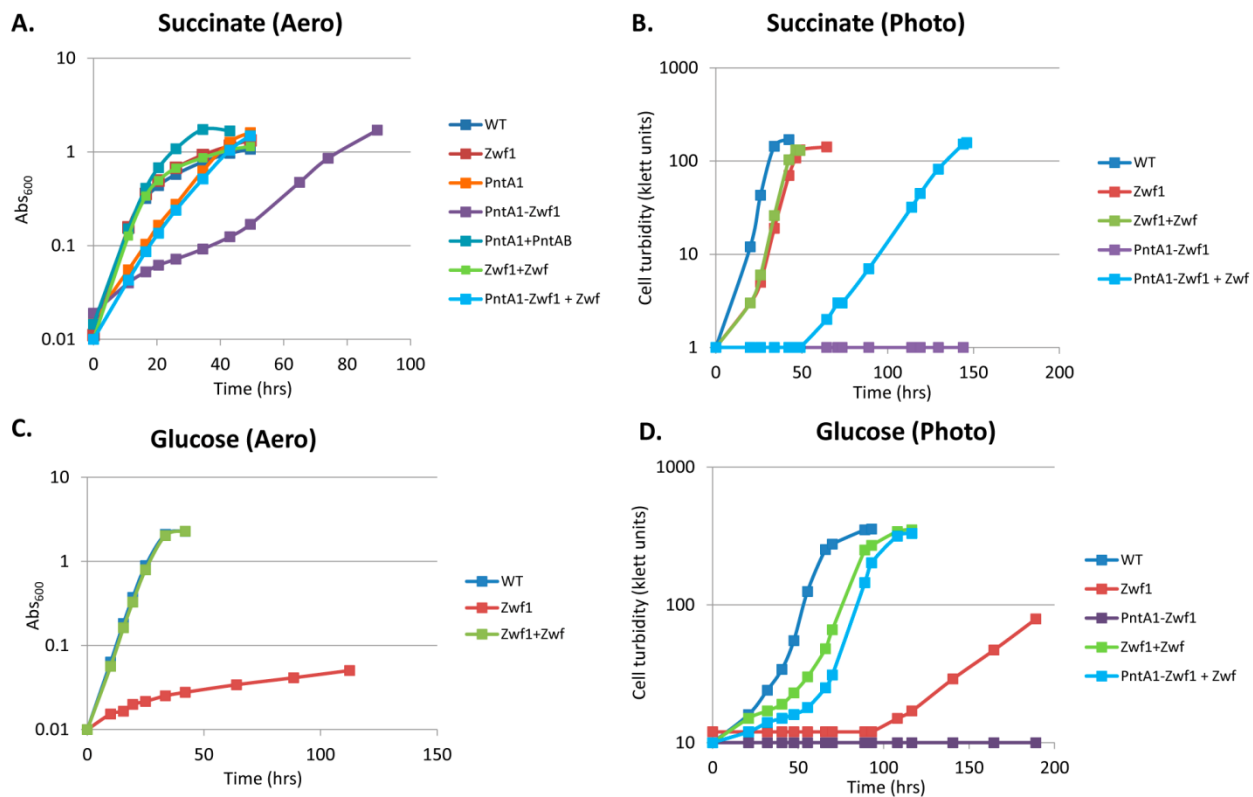 A.
Succinate (Aero)
10
1
0.1
0.01
Abs600
0
20
40
60
80
100
Time (hrs)
WT
Zwf1
PntA1
PntA1-Zwf1
PntA1+PntAB
Zwf1+Zwf
PntA1-Zwf1 + Zwf
B.
Succinate (Photo)
1000
100
10
1
Cell turbidity (klett units)
0
50
100
150
200
Time (hrs)
WT
Zwf1
Zwf1+Zwf
PntA1-Zwf1
PntA1-Zwf1 + Zwf
C.
Glucose (Aero)
10
1
0.1
0.01
Abs600
0
50
100
150
Time (hrs)
WT
Zwf1
Zwf1+Zwf
D.
Glucose (Photo)
1000
100
10
Cell turbidity (klett units)
0
50
100
150
200
Time (hrs)
WT
Zwf1
PntA1-Zwf1
Zwf1+Zwf
PntA1-Zwf1 + Zwf